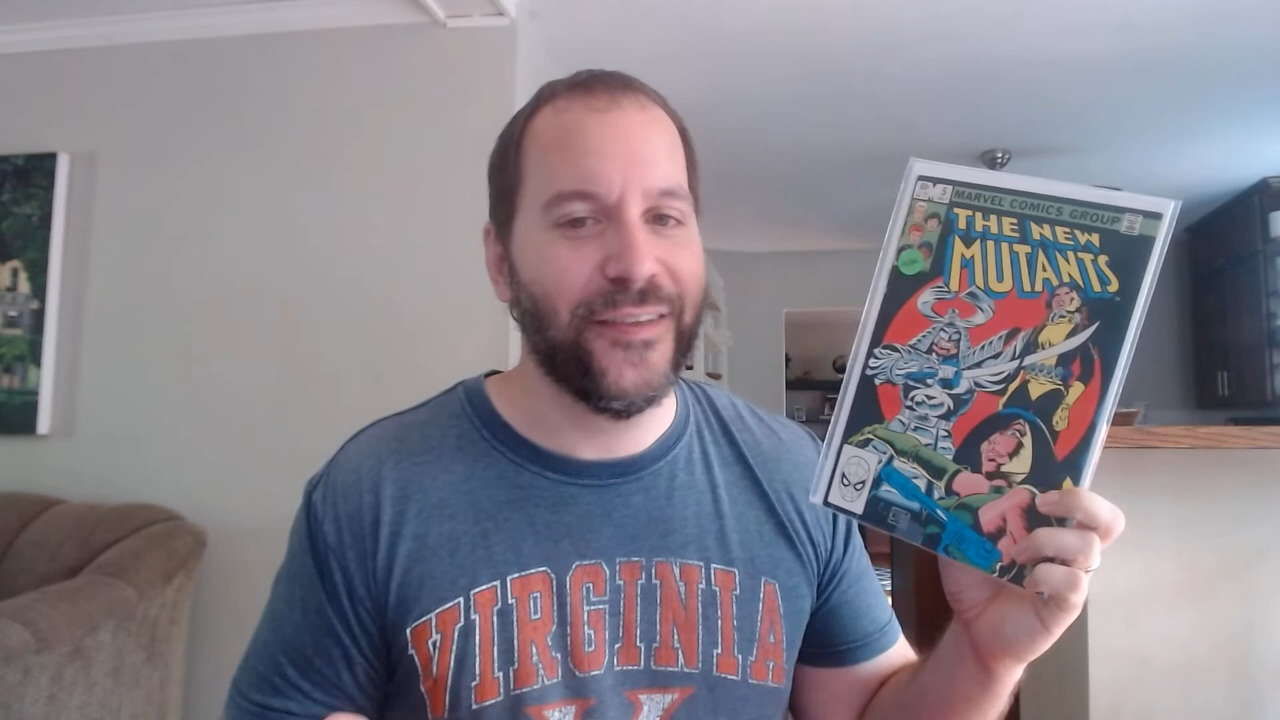 5
MARVEL COMICS GROUP
THE NEW
MUTANTS
VIRGINIA